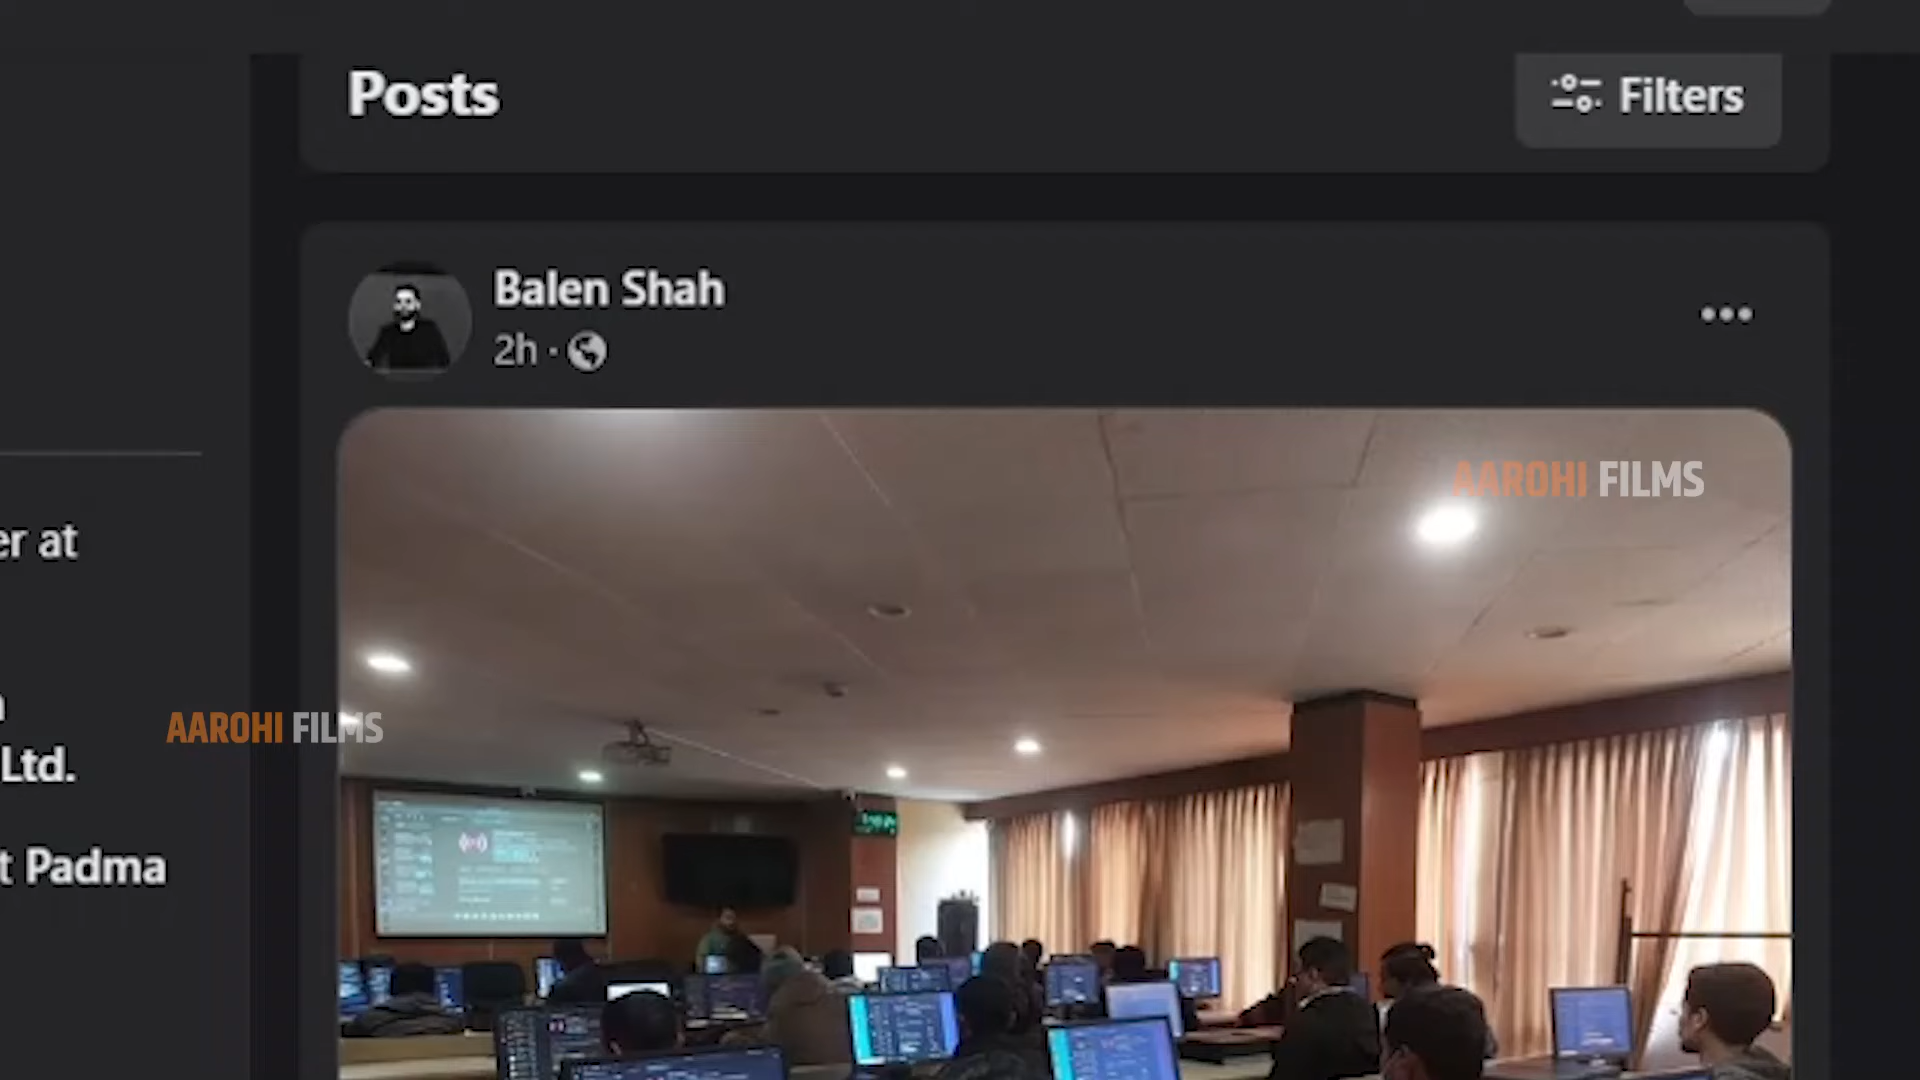 Posts
Filters
Balen Shah
2h ·
AAROHI FILMS
er at
AAROHI FILMS
Ltd.
t Padma